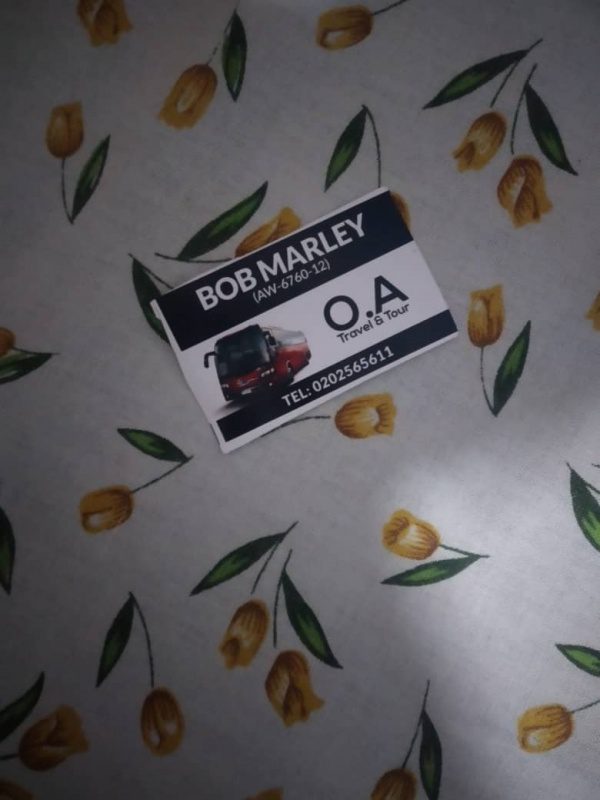 BOB MARLEY
(AW-6760-12)
O.A
Travel & Tour
TEL: 0202565611